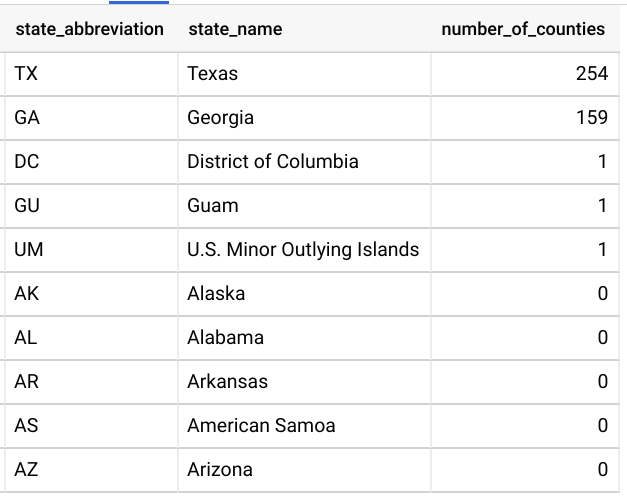 state_abbreviation state_name number_of_counties
TX Texas 254
GA Georgia 159
DC District of Columbia 1
GU Guam 1
UM U.S. Minor Outlying Islands 1
AK Alaska 0
AL Alabama 0
AR Arkansas 0
AS American Samoa 0
AZ Arizona 0